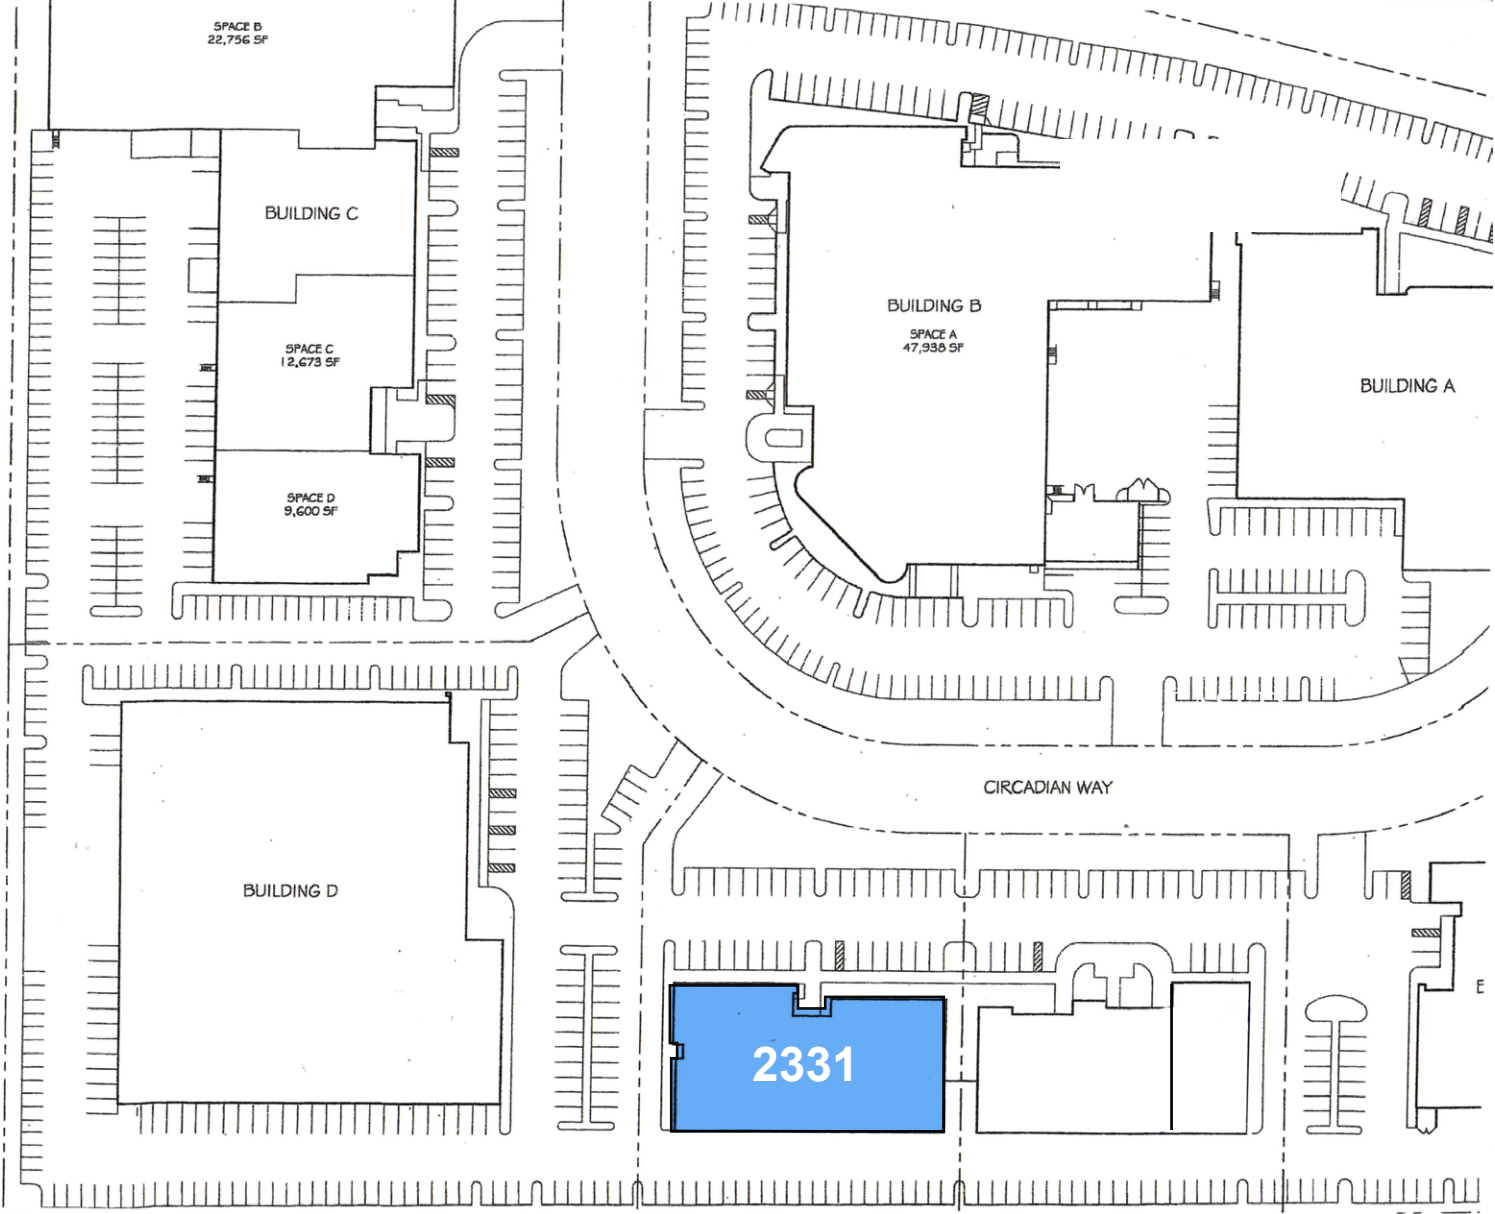 SPACE B
22,756 SF
BUILDING C
SPACE C
12,673 SF
SPACE D
9,600 SF
BUILDING B
SPACE A
47,938 SF
BUILDING A
CIRCADIAN WAY
BUILDING D
2331
E